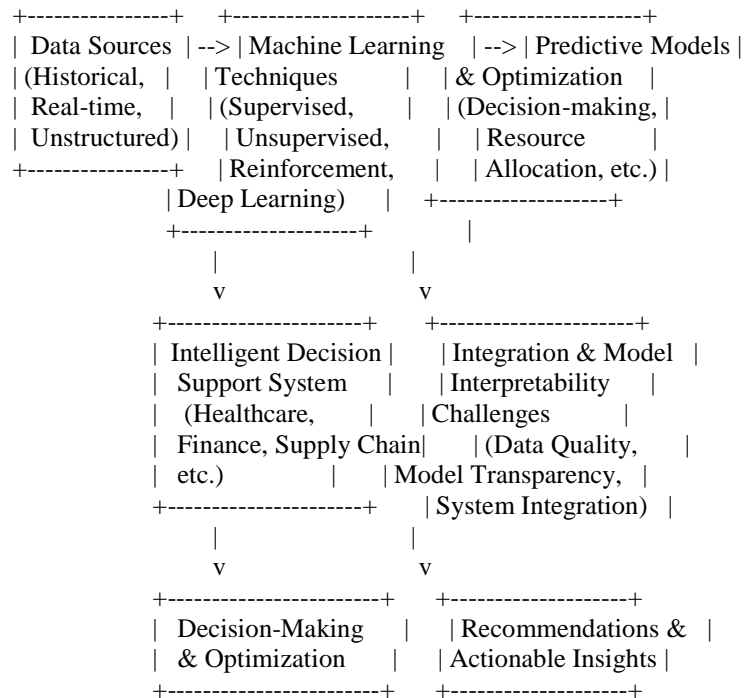 +----------------+ +--------------------+ +-------------------+
| Data Sources | --> | Machine Learning | --> | Predictive Models |
| (Historical, | | Techniques | | & Optimization |
| Real-time, | | (Supervised, | | (Decision-making, |
| Unstructured) | | Unsupervised, | | Resource |
+----------------+ | Reinforcement, | | Allocation, etc.) |
| Deep Learning) | +-------------------+
+--------------------+ |
| |
v v
+----------------------+ +----------------------+
| Intelligent Decision | | Integration & Model |
| Support System | | Interpretability |
| (Healthcare, | | Challenges |
| Finance, Supply Chain| | (Data Quality, |
| etc.) | | Model Transparency, |
+----------------------+ | System Integration) |
| |
v v
+------------------------+ +--------------------+
| Decision-Making | | Recommendations & |
| & Optimization | | Actionable Insights |
+------------------------+ +--------------------+